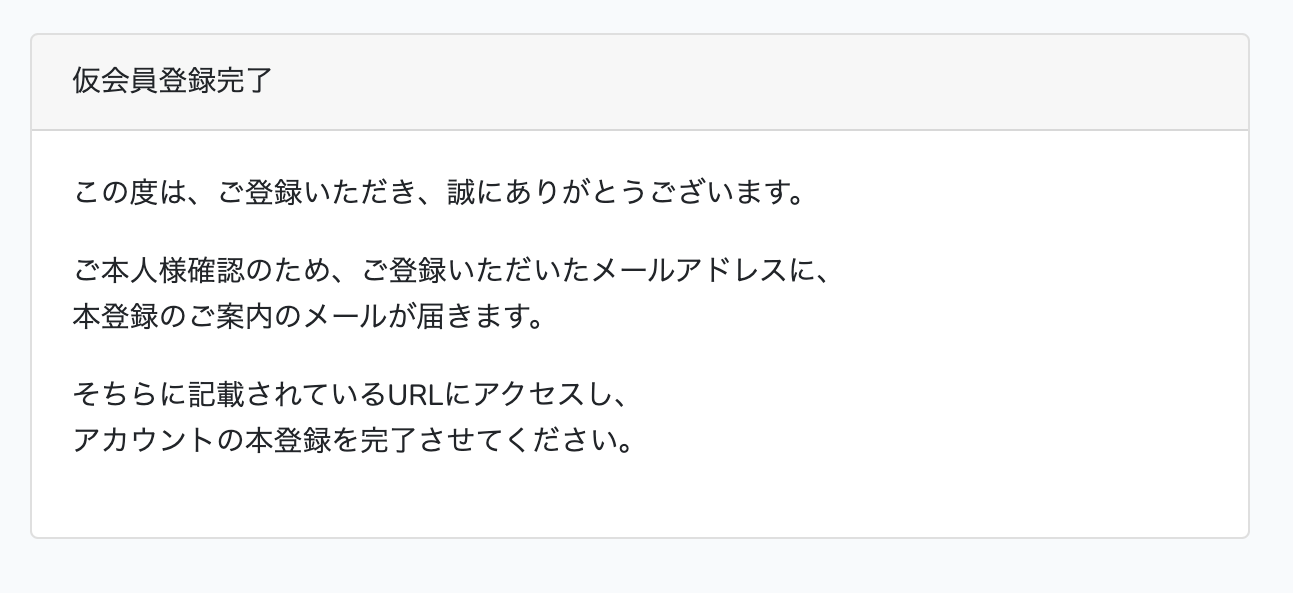 仮会員登録完了
この度は、ご登録いただき、誠にありがとうございます。
ご本人様確認のため、ご登録いただいたメールアドレスに、
本登録のご案内のメールが届きます。
そちらに記載されているURLにアクセスし、
アカウントの本登録を完了させてください。